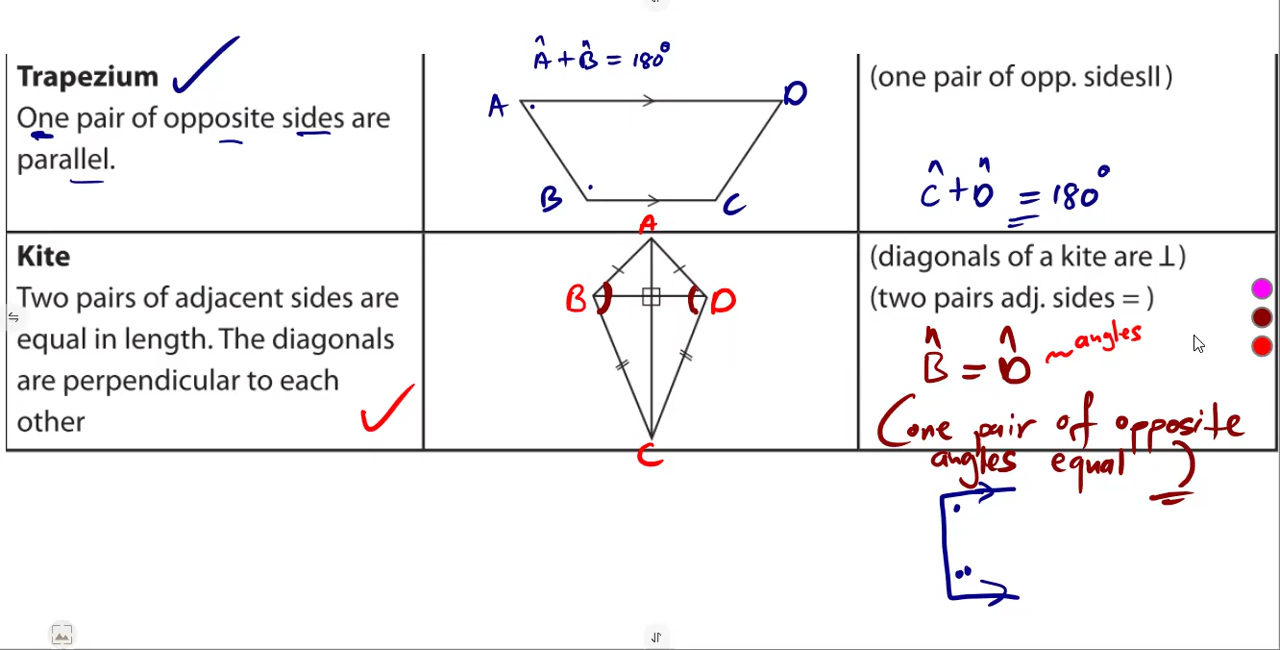 Trapezium
One pair of opposite sides are
parallel.
Â + B̂ = 180°
A
D
B
C
(one pair of opp. sides||)
Ĉ + D̂ = 180°
Kite
Two pairs of adjacent sides are
equal in length. The diagonals
are perpendicular to each
other
A
B
D
C
(diagonals of a kite are ⊥)
(two pairs adj. sides = )
B̂ = D̂ ~ angles
(one pair of opposite
angles equal)